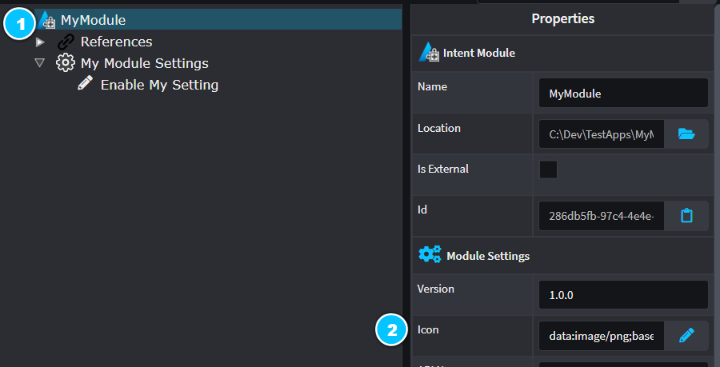 1
MyModule
References
My Module Settings
Enable My Setting
Properties
Intent Module
Name
MyModule
Location
C:\Dev\TestApps\MyM
Is External
Id
286db5fb-97c4-4e4e-
Module Settings
Version
1.0.0
2
Icon
data:image/png;base